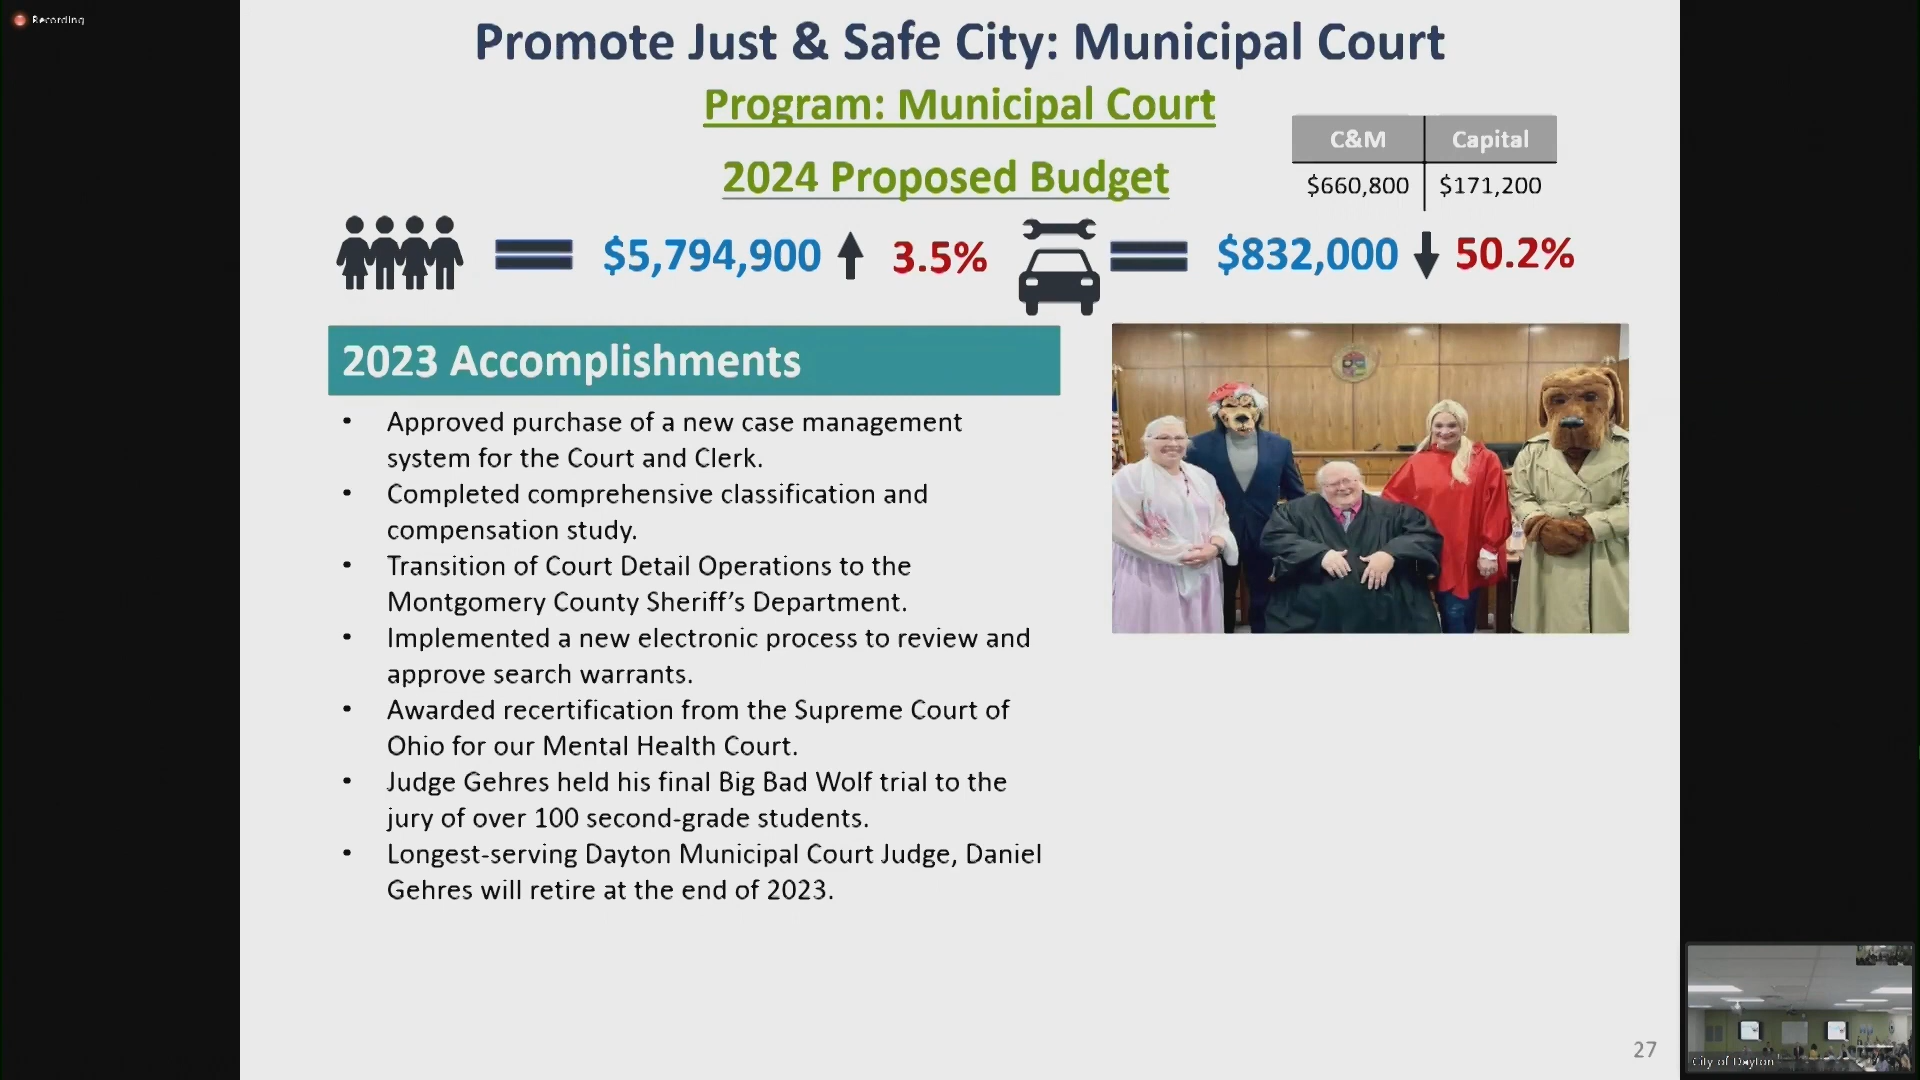 Recording
Promote Just & Safe City: Municipal Court
Program: Municipal Court
2024 Proposed Budget
C&M Capital
$660,800 $171,200
$5,794,900 3.5%
$832,000 50.2%
2023 Accomplishments
• Approved purchase of a new case management
system for the Court and Clerk.
• Completed comprehensive classification and
compensation study.
• Transition of Court Detail Operations to the
Montgomery County Sheriff’s Department.
• Implemented a new electronic process to review and
approve search warrants.
• Awarded recertification from the Supreme Court of
Ohio for our Mental Health Court.
• Judge Gehres held his final Big Bad Wolf trial to the
jury of over 100 second-grade students.
• Longest-serving Dayton Municipal Court Judge, Daniel
Gehres will retire at the end of 2023.
27
City of Dayton